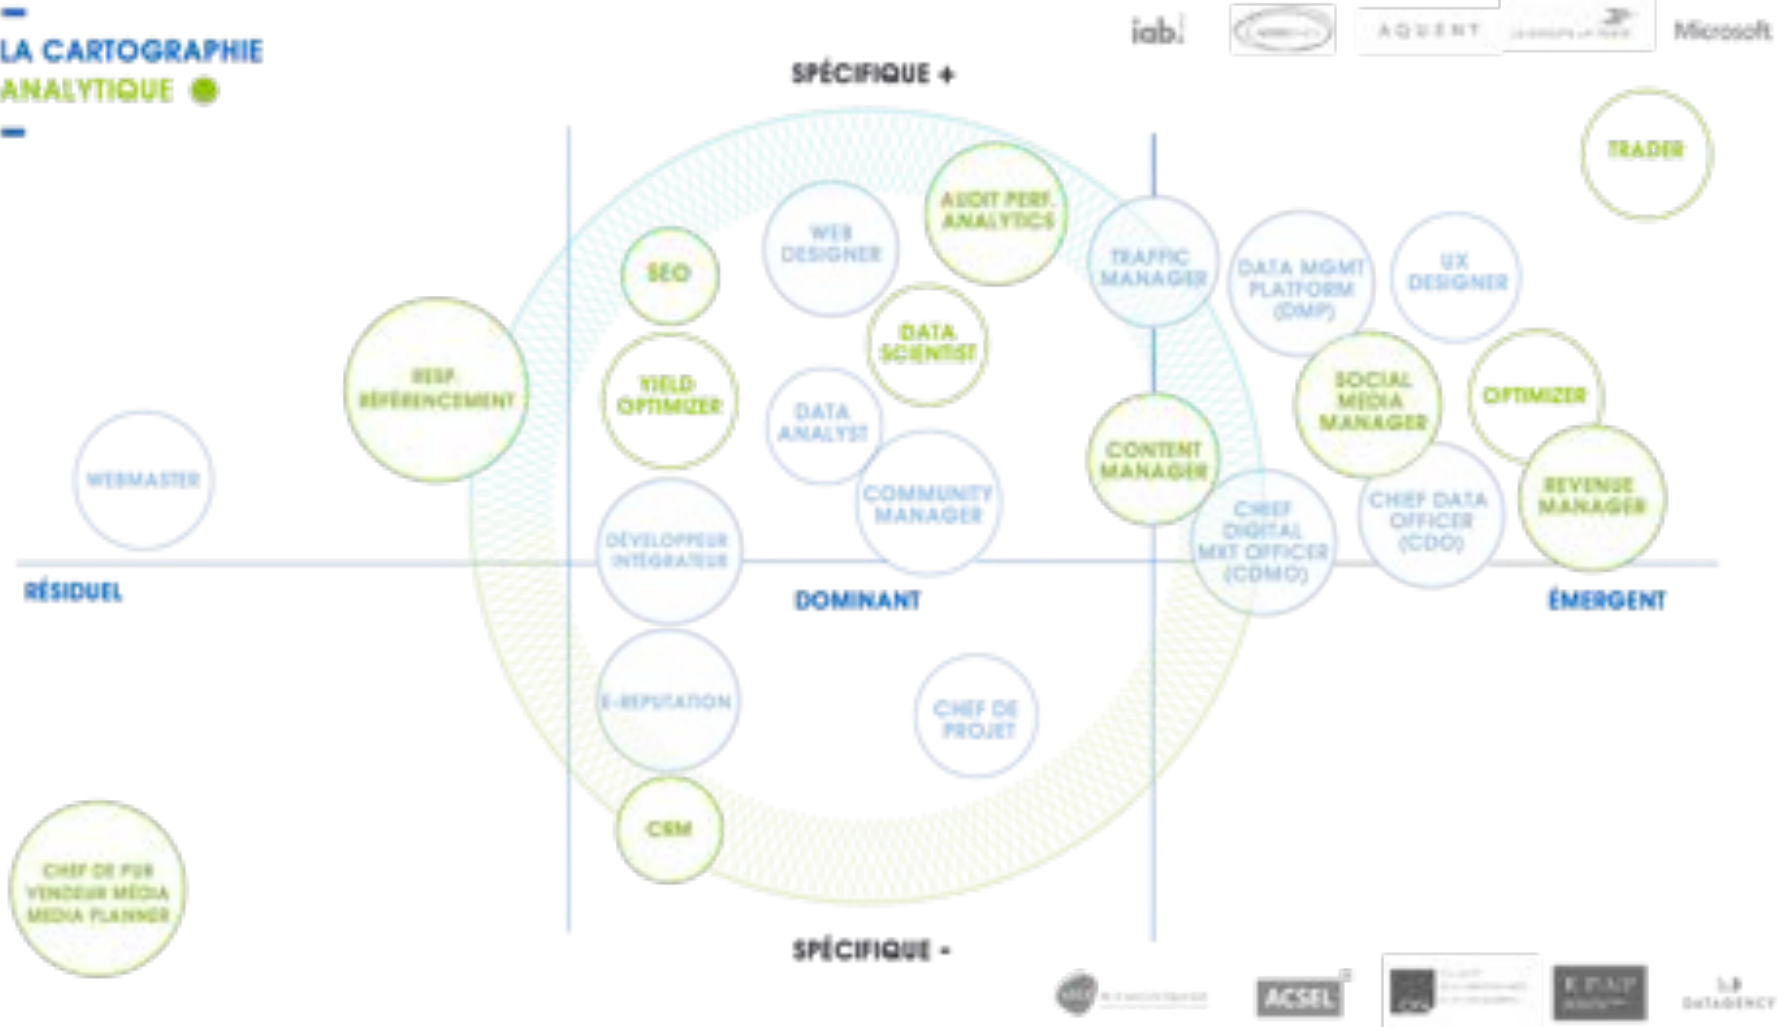 LA CARTOGRAPHIE
ANALYTIQUE
iab.
AQUENT
Microsoft
SPÉCIFIQUE +
TRADER
AUDIT PERF.
ANALYTICS
WEB
DESIGNER
SEO
TRAFFIC
MANAGER
DATA MGMT
PLATFORM
(DMP)
UX
DESIGNER
DATA
SCIENTIST
RESP.
RÉFÉRENCEMENT
YIELD
OPTIMIZER
SOCIAL
MEDIA
MANAGER
OPTIMIZER
DATA
ANALYST
CONTENT
MANAGER
WEBMASTER
COMMUNITY
MANAGER
CHIEF DATA
OFFICER
(CDO)
REVENUE
MANAGER
DÉVELOPPEUR
INTÉGRATEUR
CHIEF
DIGITAL
MKT OFFICER
(CDMO)
RÉSIDUEL
DOMINANT
ÉMERGENT
E-REPUTATION
CHEF DE
PROJET
CRM
CHEF DE PUB
VENDEUR MÉDIA
MEDIA PLANNER
SPÉCIFIQUE -
ACSEL
DATAGENCY